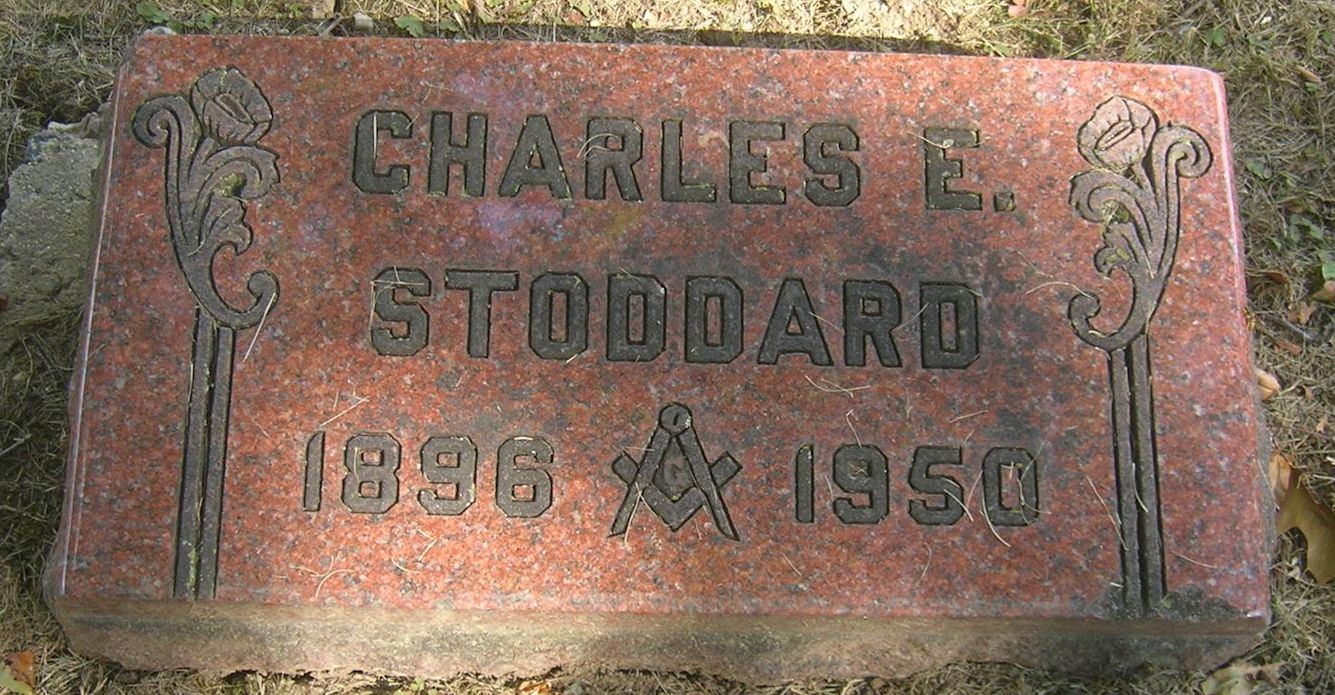 CHARLES E.
STODDARD
1896 G 1950